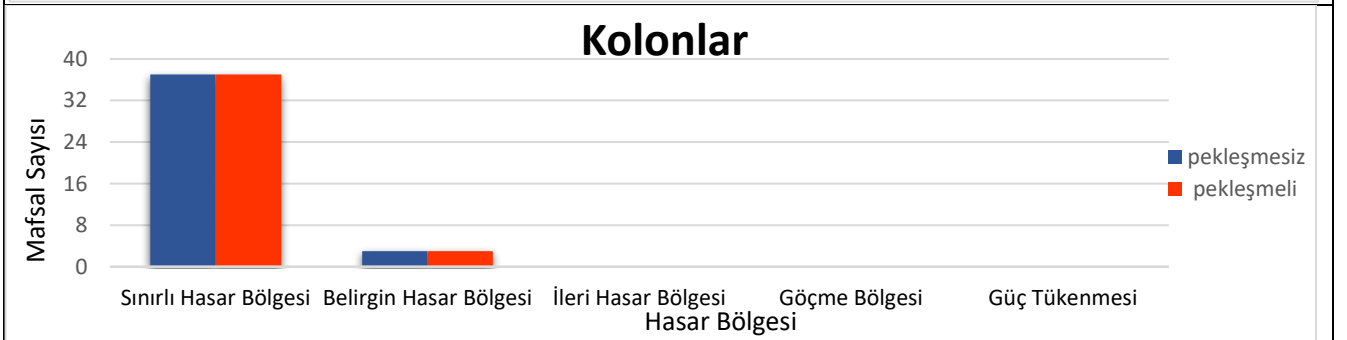 Kolonlar
40
32
24
16
8
0
Mafsal Sayısı
Sınırlı Hasar Bölgesi Belirgin Hasar Bölgesi İleri Hasar Bölgesi Göçme Bölgesi Güç Tükenmesi
Hasar Bölgesi
pekleşmesiz
pekleşmeli